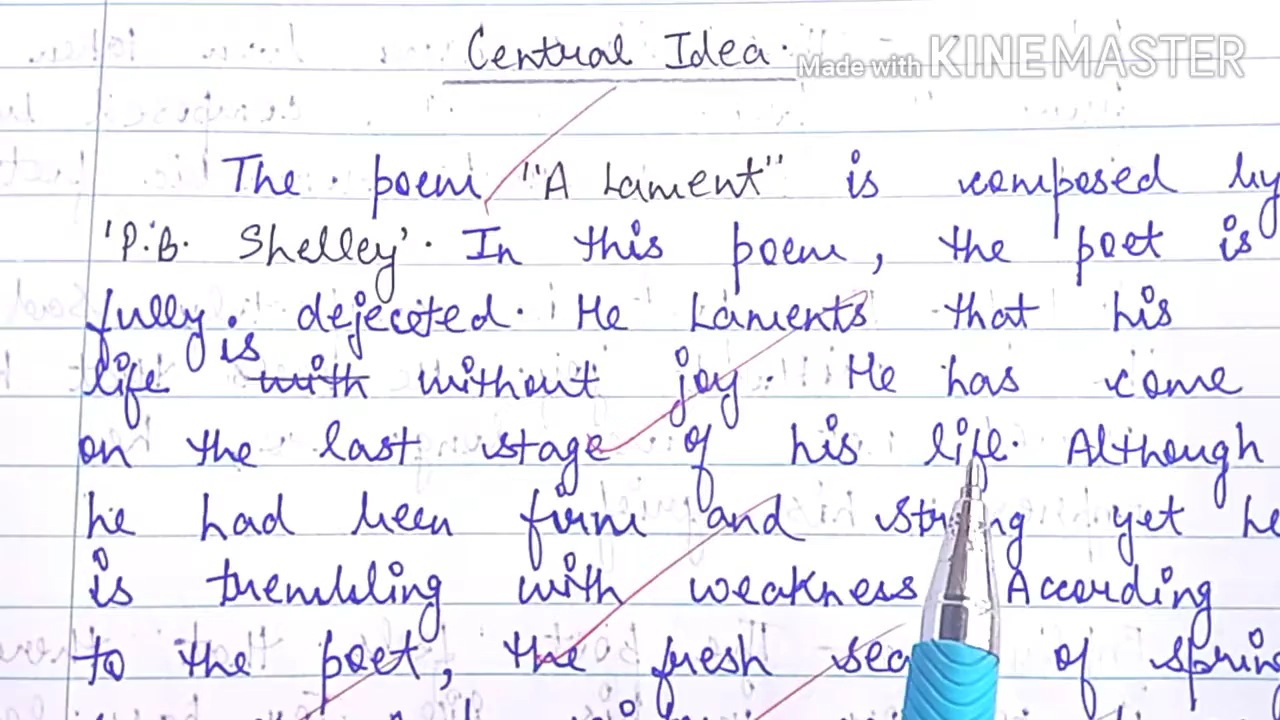 Central Idea.
Made with KINEMASTER
The poem "A Lament" is composed by
'P.B. Shelley'. In this poem, the poet is
fully dejected. He Laments that his
life is with without joy. He has come
on the last stage of his life. Although
he had been firm and strong yet he
is trembling with weakness According
to the poet, the fresh of spring